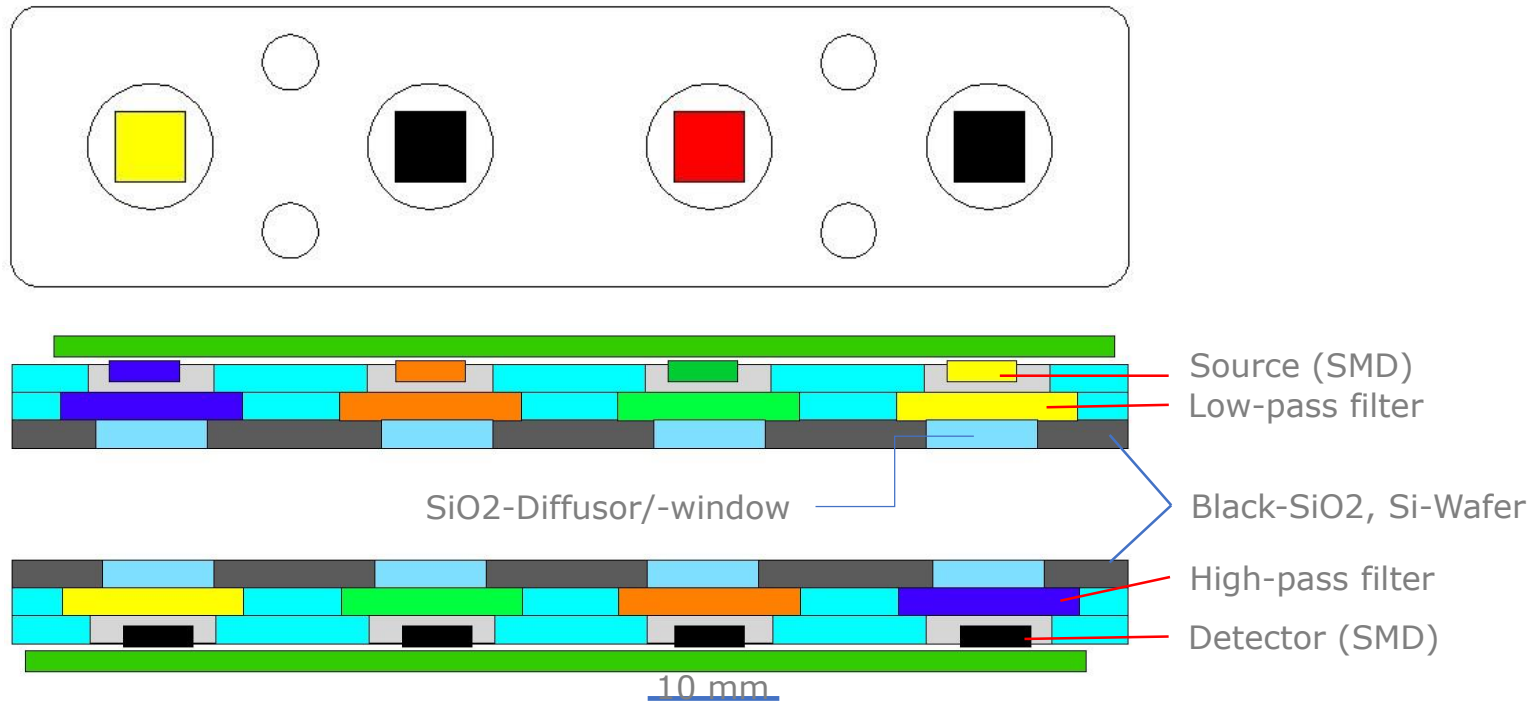 Source (SMD)
Low-pass filter
SiO2-Diffusor/-window
Black-SiO2, Si-Wafer
High-pass filter
Detector (SMD)
10 mm